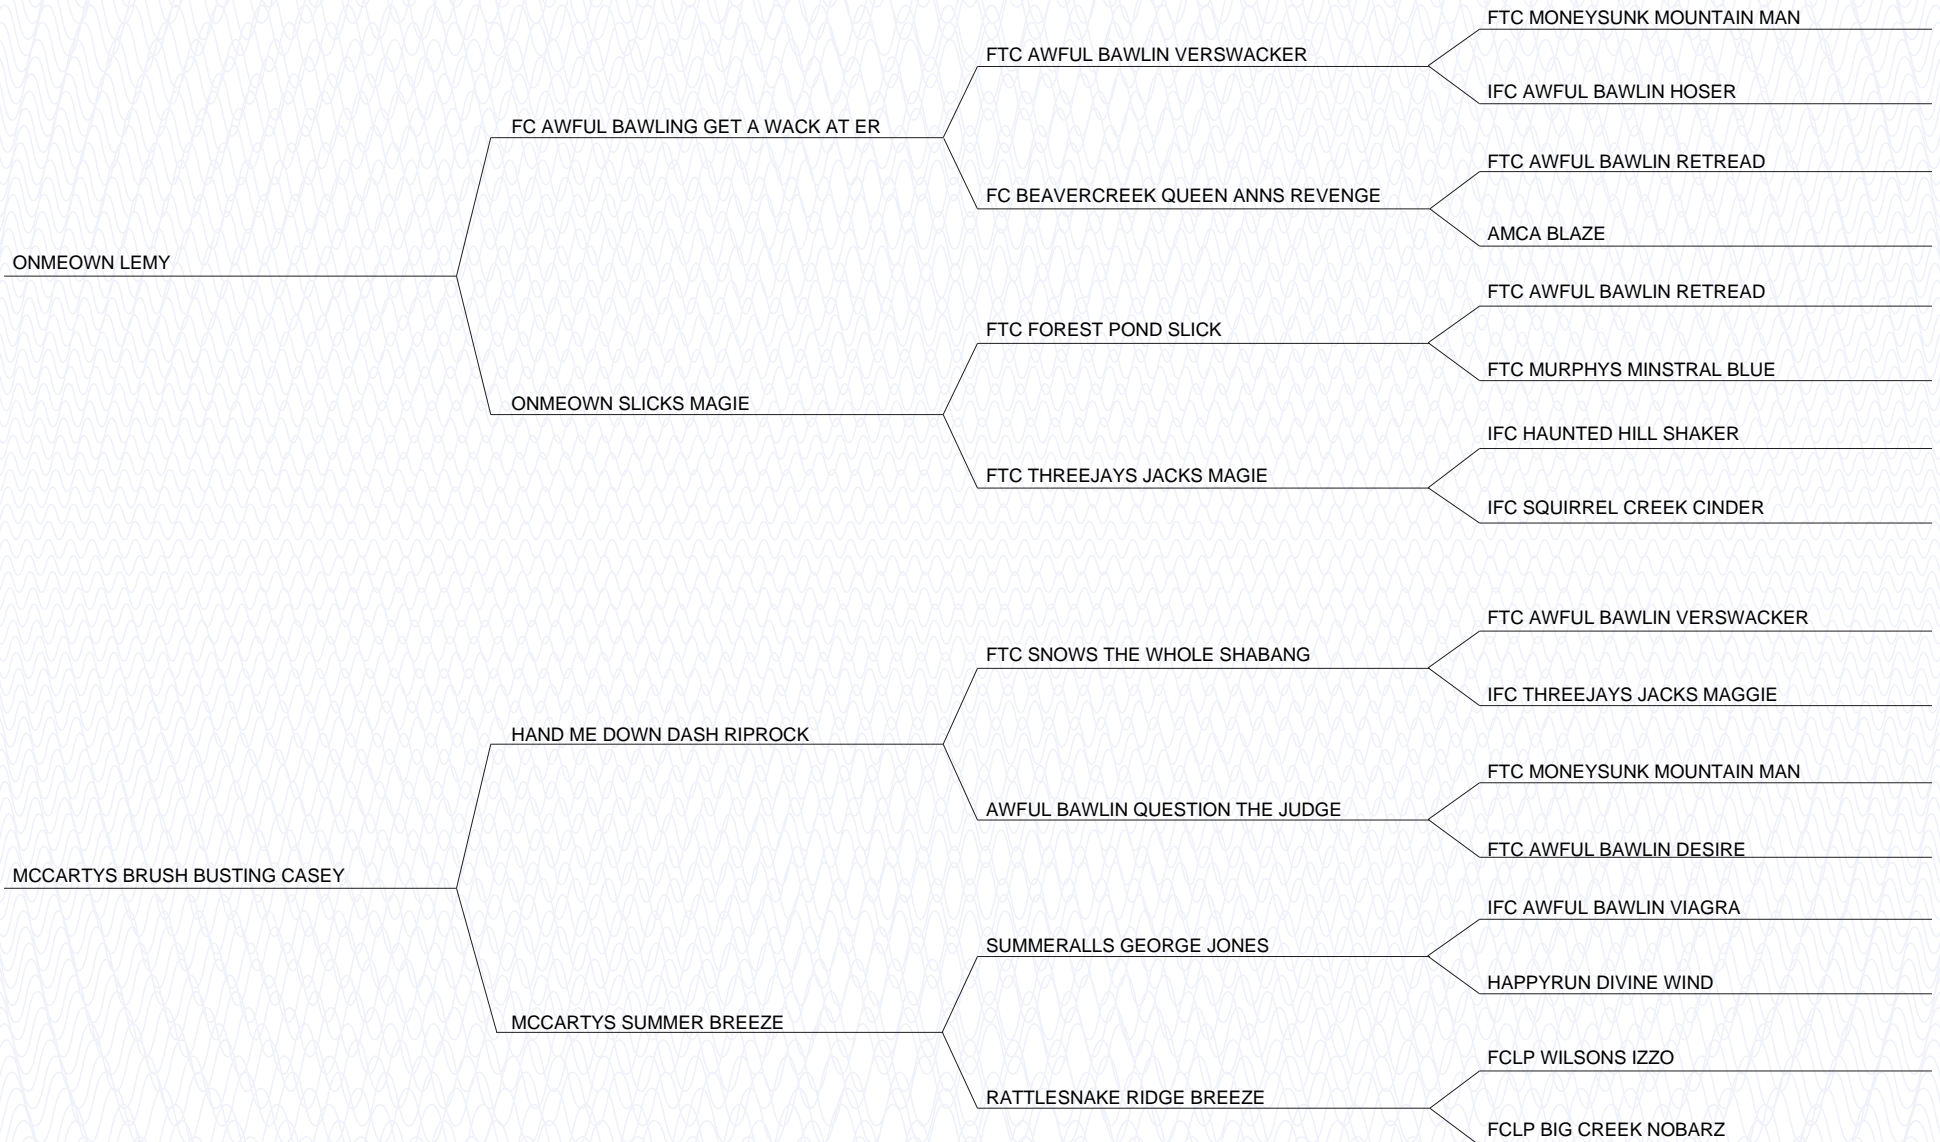 FTC MONEYSUNK MOUNTAIN MAN
FTC AWFUL BAWLIN VERSWACKER
IFC AWFUL BAWLIN HOSER
FC AWFUL BAWLING GET A WACK AT ER
FTC AWFUL BAWLIN RETREAD
FC BEAVERCREEK QUEEN ANNS REVENGE
AMCA BLAZE
ONMEOWN LEMY
FTC AWFUL BAWLIN RETREAD
FTC FOREST POND SLICK
FTC MURPHYS MINSTRAL BLUE
ONMEOWN SLICKS MAGIE
IFC HAUNTED HILL SHAKER
FTC THREEJAYS JACKS MAGIE
IFC SQUIRREL CREEK CINDER
FTC AWFUL BAWLIN VERSWACKER
FTC SNOWS THE WHOLE SHABANG
IFC THREEJAYS JACKS MAGGIE
HAND ME DOWN DASH RIPROCK
FTC MONEYSUNK MOUNTAIN MAN
AWFUL BAWLIN QUESTION THE JUDGE
FTC AWFUL BAWLIN DESIRE
MCCARTYS BRUSH BUSTING CASEY
IFC AWFUL BAWLIN VIAGRA
SUMMERALLS GEORGE JONES
HAPPYRUN DIVINE WIND
MCCARTYS SUMMER BREEZE
FCLP WILSONS IZZO
RATTLESNAKE RIDGE BREEZE
FCLP BIG CREEK NOBARZ